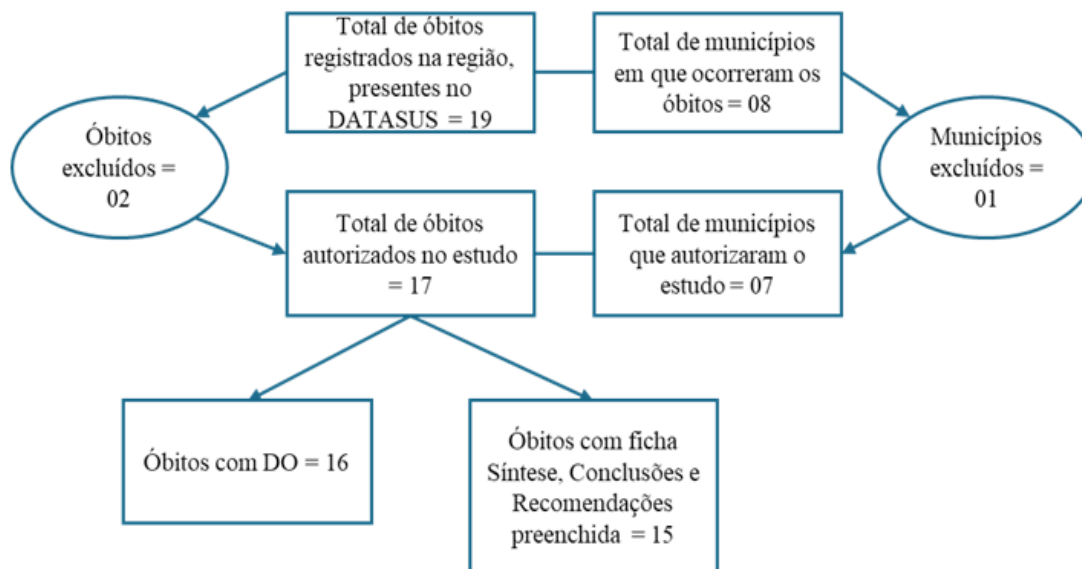 Total de óbitos
registrados na região,
presentes no
DATASUS = 19
Total de municípios
em que ocorreram os
óbitos = 08
Óbitos
excluídos =
02
Municípios
excluídos =
01
Total de óbitos
autorizados no estudo
= 17
Total de municípios
que autorizaram o
estudo = 07
Óbitos com DO = 16
Óbitos com ficha
Síntese, Conclusões e
Recomendações
preenchida = 15